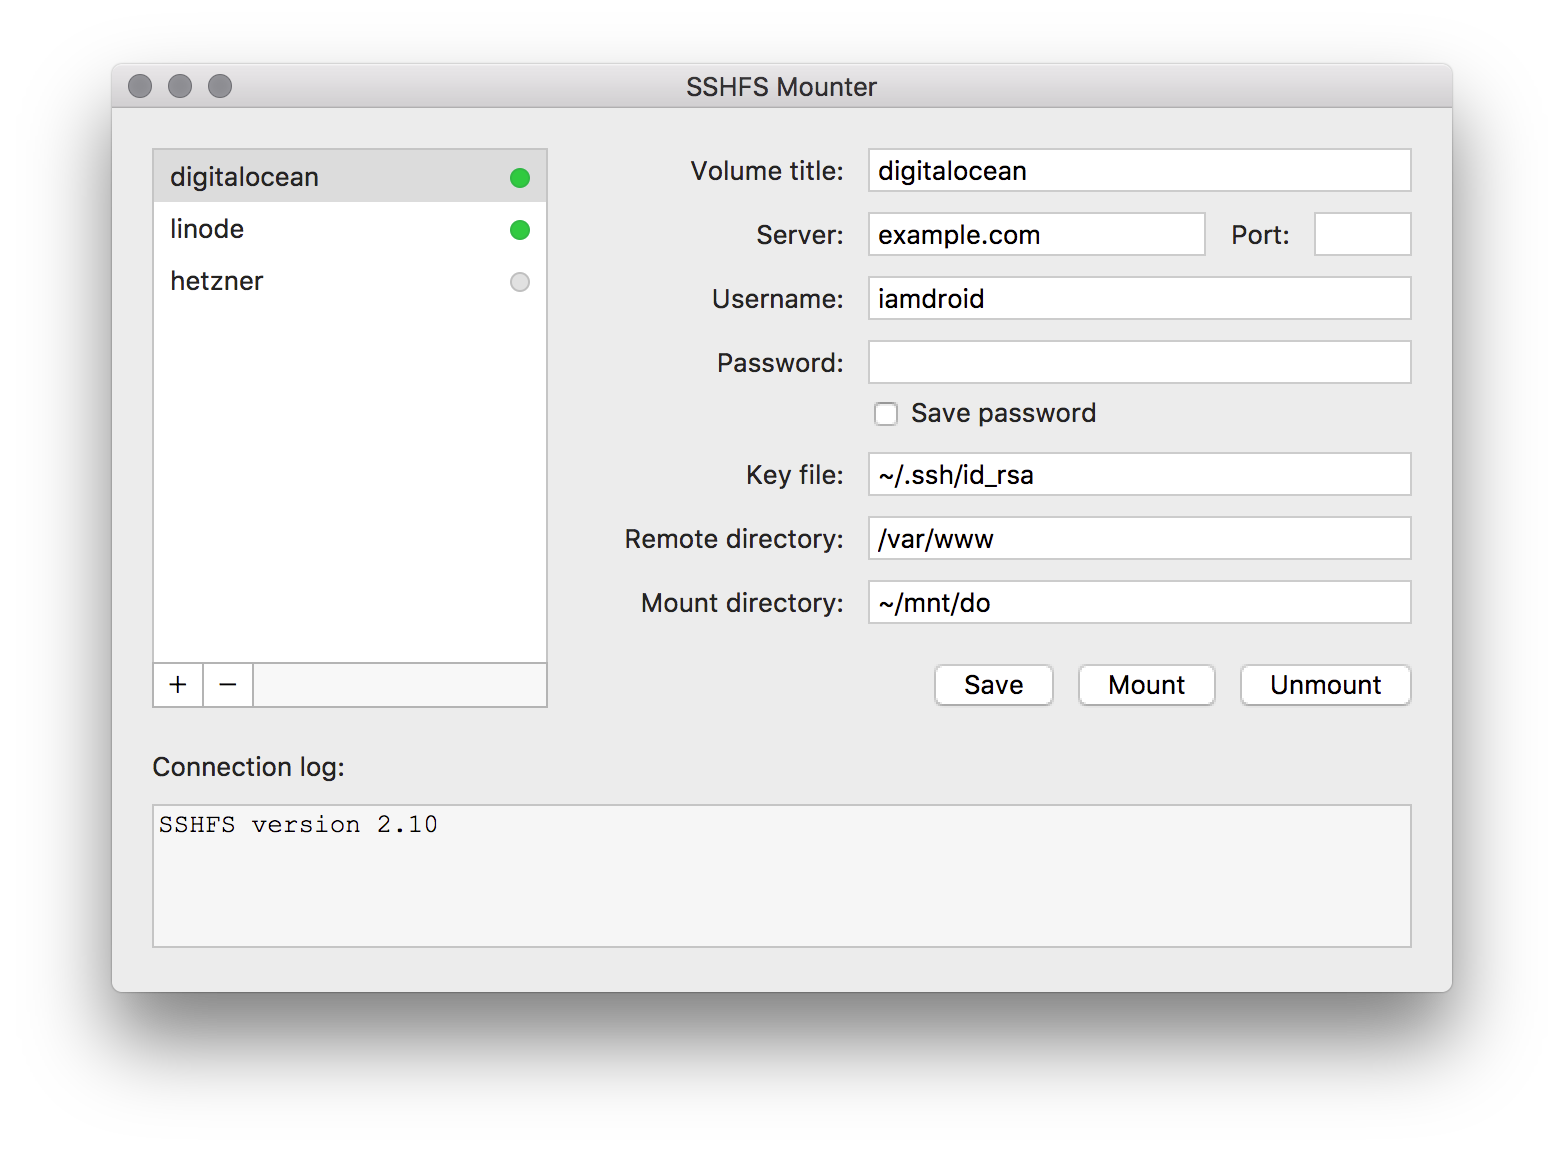 SSHFS Mounter
digitalocean
linode
hetzner
+ −
Volume title: digitalocean
Server: example.com Port:
Username: iamdroid
Password:
Save password
Key file: ~/.ssh/id_rsa
Remote directory: /var/www
Mount directory: ~/mnt/do
Save Mount Unmount
Connection log:
SSHFS version 2.10